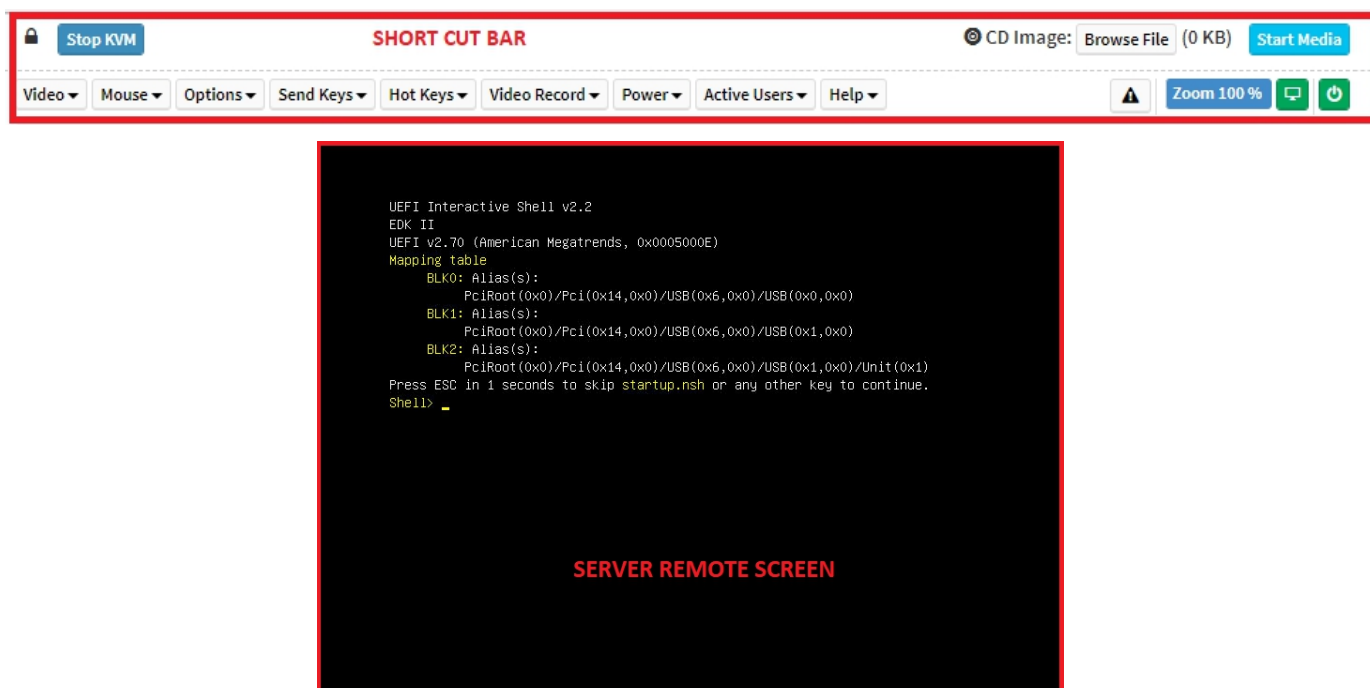 Stop KVM SHORT CUT BAR CD Image: Browse File (0 KB) Start Media
Video Mouse Options Send Keys Hot Keys Video Record Power Active Users Help Zoom 100 %
UEFI Interactive Shell v2.2
EDK II
UEFI v2.70 (American Megatrends, 0x0005000E)
Mapping table
BLK0: Alias(s):
PciRoot(0x0)/Pci(0x14,0x0)/USB(0x6,0x0)/USB(0x0,0x0)
BLK1: Alias(s):
PciRoot(0x0)/Pci(0x14,0x0)/USB(0x6,0x0)/USB(0x1,0x0)
BLK2: Alias(s):
PciRoot(0x0)/Pci(0x14,0x0)/USB(0x6,0x0)/USB(0x1,0x0)/Unit(0x1)
Press ESC in 1 seconds to skip startup.nsh or any other key to continue.
Shell> _
SERVER REMOTE SCREEN